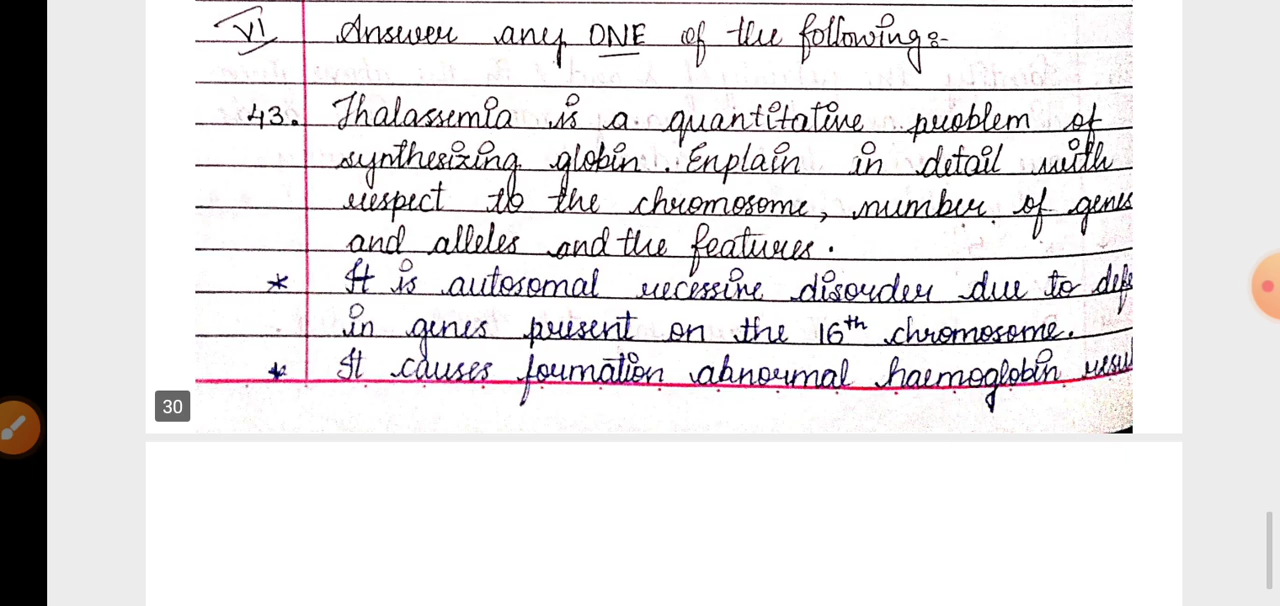 VI Answer any ONE of the following:-
43. Thalassemia is a quantitative problem of
synthesizing globin. Explain in detail with
respect to the chromosome, number of genes
and alleles and the features.
* It is autosomal recessive disorder due to def
in genes present on the 16th chromosome.
* It causes formation abnormal haemoglobin resul
30